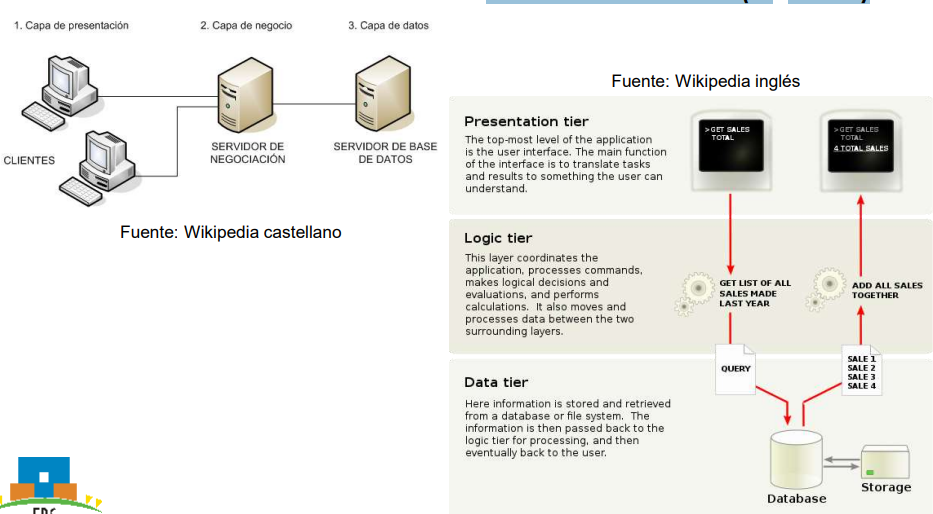 1. Capa de presentación
2. Capa de negocio
3. Capa de datos
CLIENTES
SERVIDOR DE
NEGOCIACIÓN
SERVIDOR DE BASE
DE DATOS
Fuente: Wikipedia castellano
Fuente: Wikipedia inglés
Presentation tier
The top-most level of the application
is the user interface. The main function
of the interface is to translate tasks
and results to something the user can
understand.
> GET SALES
TOTAL
> GET SALES
TOTAL
4 TOTAL SALES
Logic tier
This layer coordinates the
application, processes commands,
makes logical decisions and
evaluations, and performs
calculations. It also moves and
processes data between the two
surrounding layers.
GET LIST OF ALL
SALES MADE
LAST YEAR
ADD ALL SALES
TOGETHER
QUERY
SALE 1
SALE 2
SALE 3
SALE 4
Data tier
Here information is stored and retrieved
from a database or file system. The
information is then passed back to the
logic tier for processing, and then
eventually back to the user.
Database
Storage